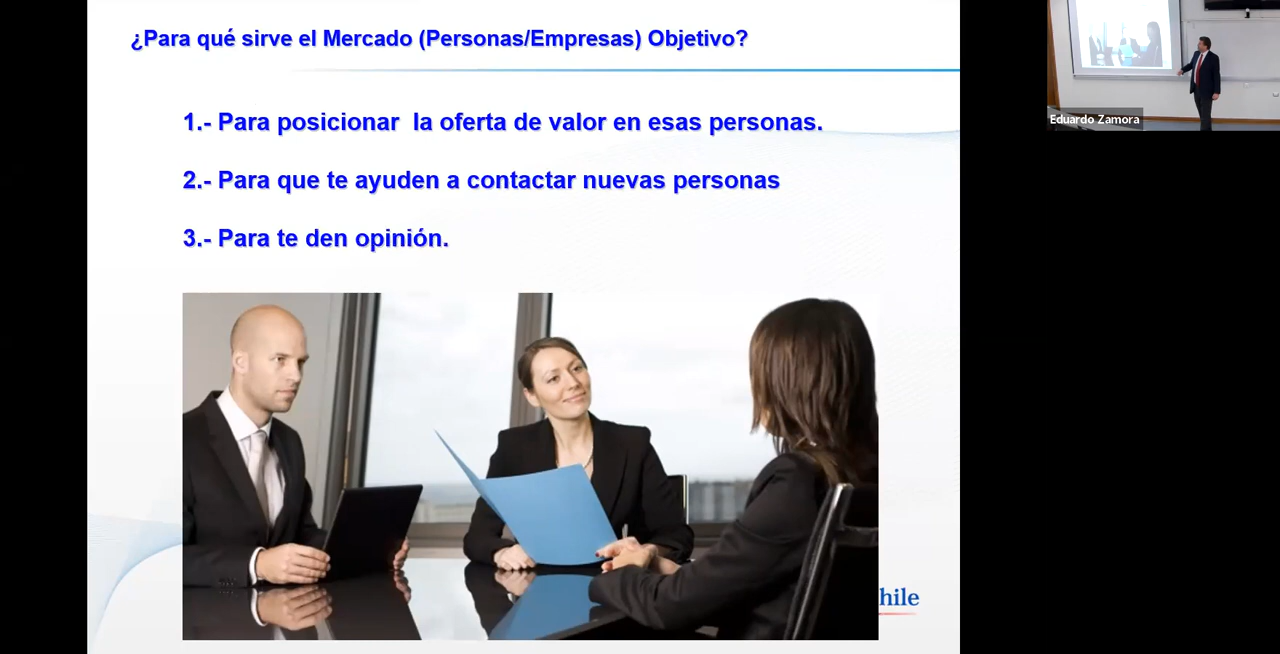 ¿Para qué sirve el Mercado (Personas/Empresas) Objetivo?
1.- Para posicionar  la oferta de valor en esas personas.
2.- Para que te ayuden a contactar nuevas personas
3.- Para te den opinión.
hile
Eduardo Zamora